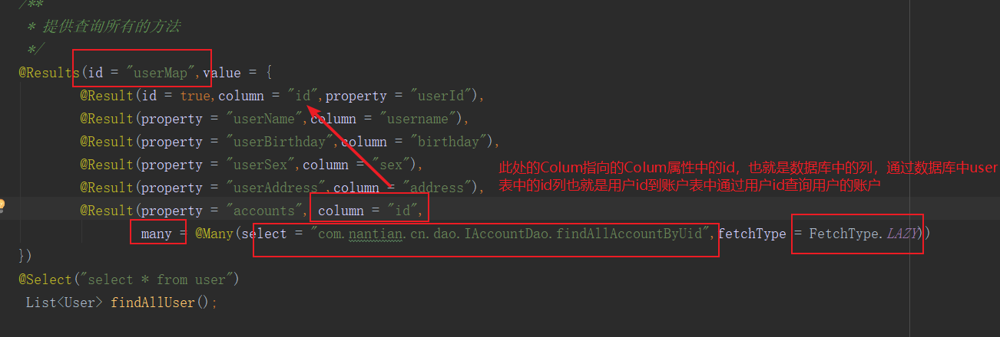 /**
* 提供查询所有的方法
*/
@Results(id = "userMap",value = {
@Result(id = true,column = "id",property = "userId"),
@Result(property = "userName",column = "username"),
@Result(property = "userBirthday",column = "birthday"),
@Result(property = "userSex",column = "sex"),
此处的Colum指向的Colum属性中的id，也就是数据库中的列，通过数据库中user
表中的id列也就是用户id到账户表中通过用户id查询用户的账户
@Result(property = "userAddress",column = "address"),
@Result(property = "accounts", column = "id",
many = @Many(select = "com.nantian.cn.dao.IAccountDao.findAllAccountByUid",fetchType = FetchType.LAZY))
})
@Select("select * from user")
List<User> findAllUser();